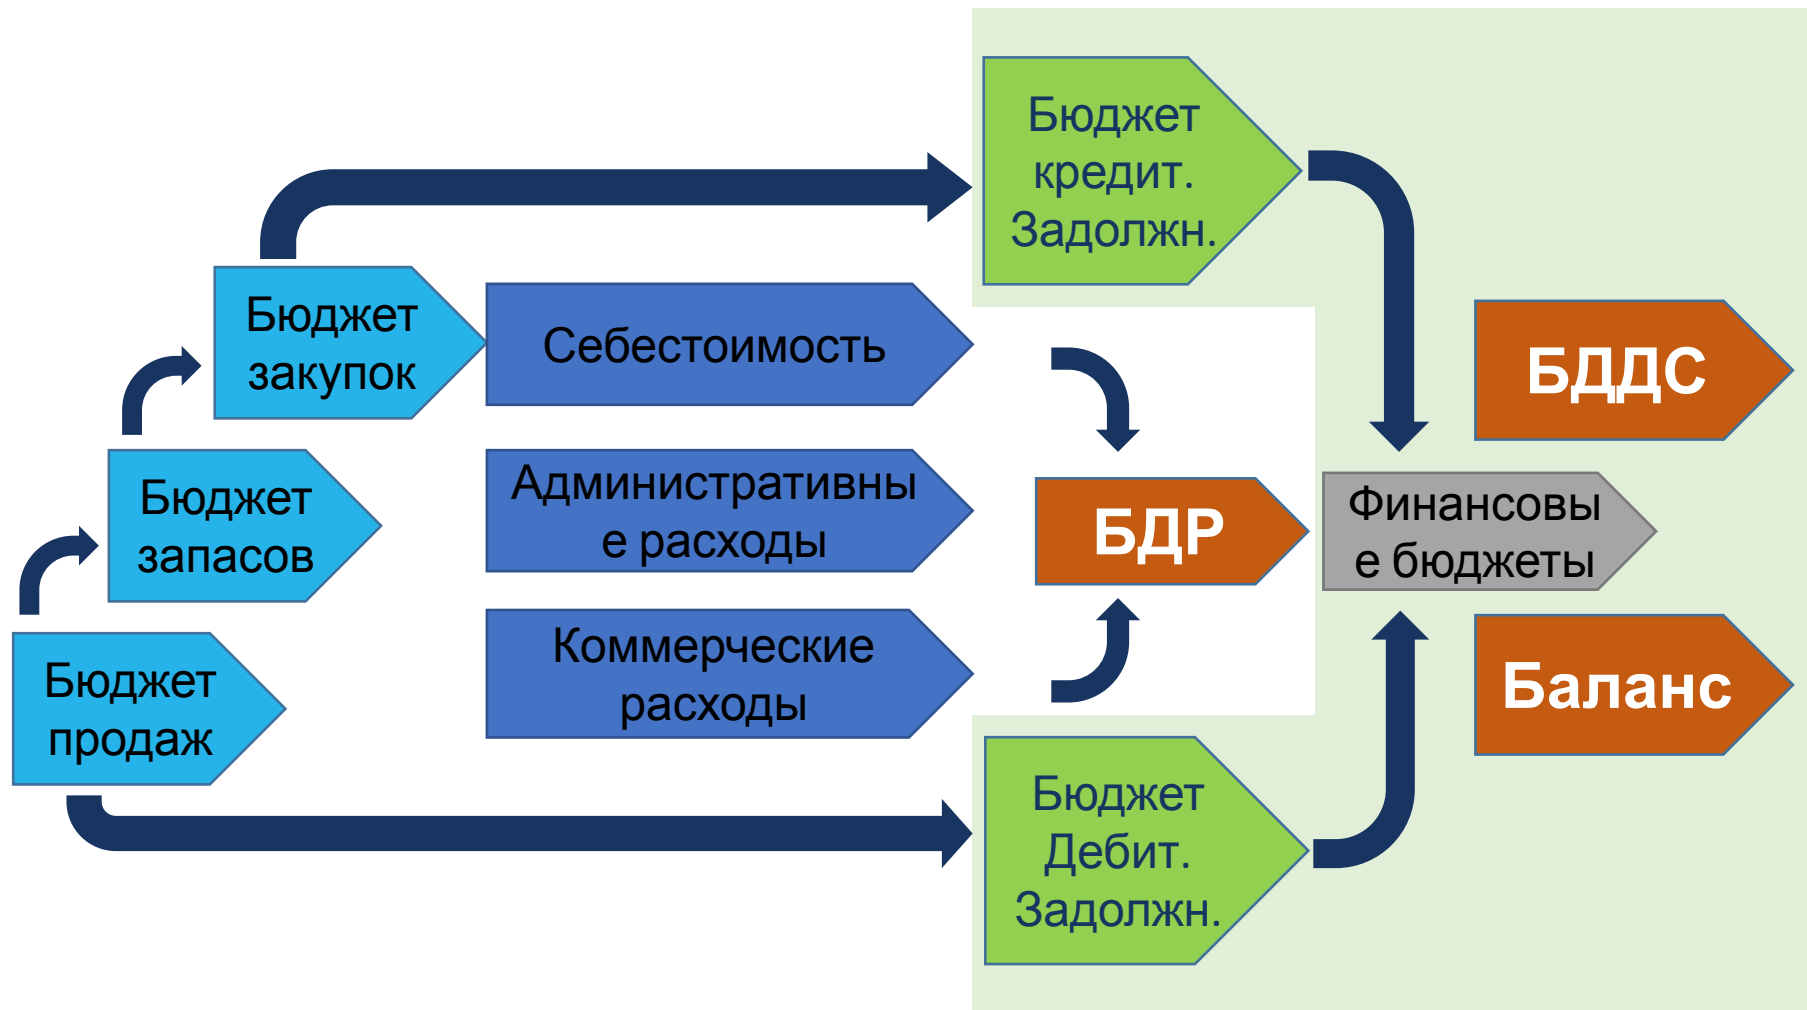 Бюджет
кредит.
Задолжн.
Бюджет
закупок
Себестоимость
БДДС
Бюджет
запасов
Административны
е расходы
БДР
Финансовы
е бюджеты
Бюджет
продаж
Коммерческие
расходы
Баланс
Бюджет
Дебит.
Задолжн.